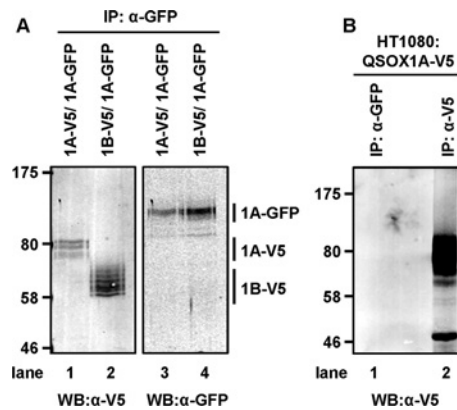 A
IP: α-GFP
1A-V5/ 1A-GFP
1B-V5/ 1A-GFP
1A-V5/ 1A-GFP
1B-V5/ 1A-GFP
175
80
58
46
1A-GFP
1A-V5
1B-V5
lane 1 2 3 4
WB:α-V5 WB:α-GFP
B
HT1080:
QSOX1A-V5
IP: α-GFP
IP: α-V5
175
80
58
46
lane 1 2
WB:α-V5